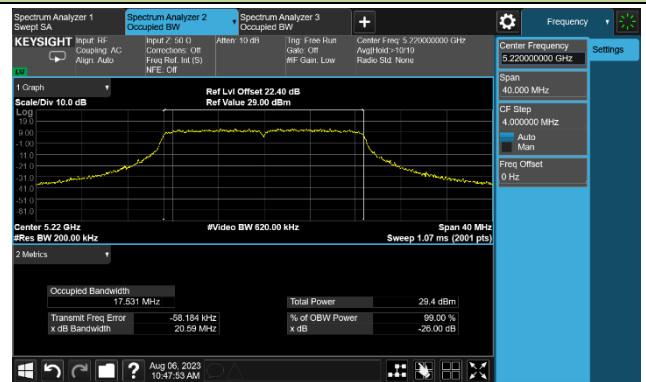 Spectrum Analyzer 1
Swept SA
Spectrum Analyzer 2
Occupied BW
Spectrum Analyzer 3
Occupied BW
Frequency
KEYSIGHT
Input: RF
Coupling: AC
Align: Auto
Input Z: 50 Ω
Corrections: Off
Freq Ref: Int (S)
NFE: Off
Atten: 10 dB
Trig: Free Run
Gate: Off
#IF Gain: Low
Center Freq: 5.220000000 GHz
Avg|Hold:>10/10
Radio Std: None
Center Frequency
5.220000000 GHz
Settings
Span
40.000 MHz
CF Step
4.000000 MHz
Auto
Man
Freq Offset
0 Hz
1 Graph
Scale/Div 10.0 dB
Ref Lvl Offset 22.40 dB
Ref Value 29.00 dBm
Log
19.0
9.00
-1.00
-11.0
-21.0
-31.0
-41.0
-51.0
-61.0
Center 5.22 GHz
#Res BW 200.00 kHz
#Video BW 620.00 kHz
Span 40 MHz
Sweep 1.07 ms (2001 pts)
2 Metrics
Occupied Bandwidth
17.531 MHz
Transmit Freq Error -58.184 kHz
x dB Bandwidth 20.59 MHz
Total Power 29.4 dBm
% of OBW Power 99.00 %
x dB -26.00 dB
?
Aug 06, 2023
10:47:53 AM